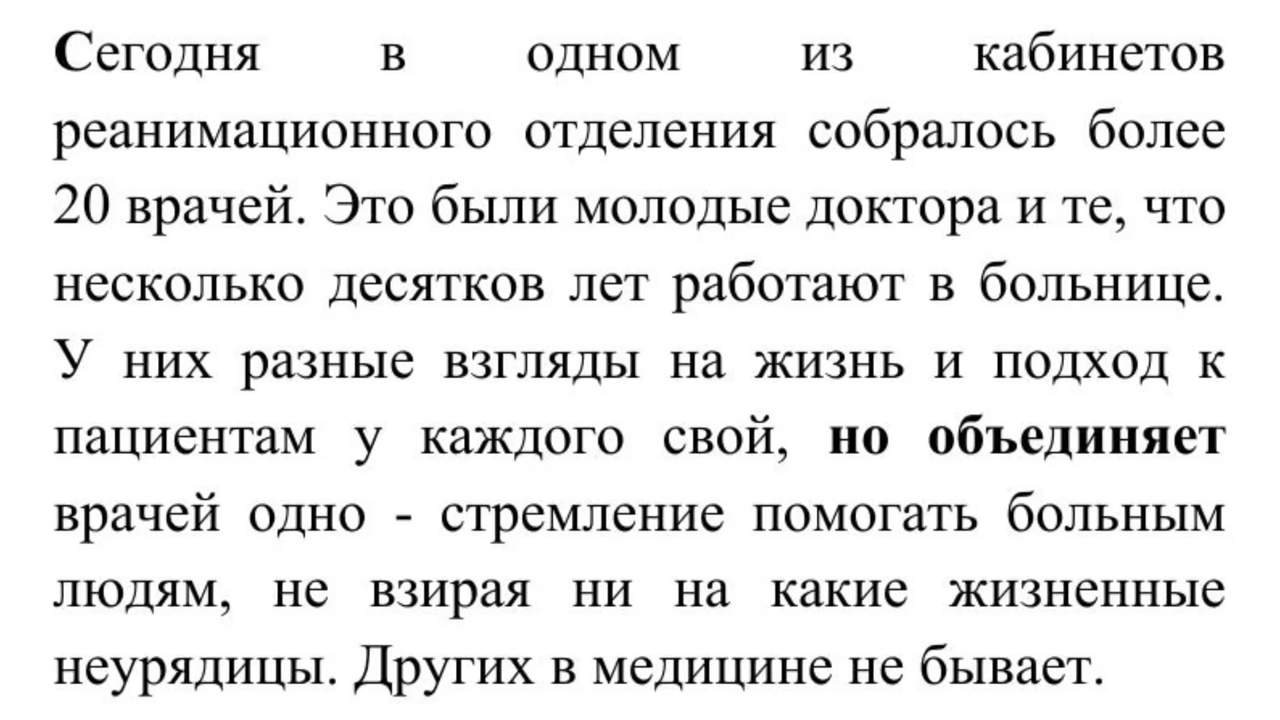 Сегодня в одном из кабинетов
реанимационного отделения собралось более
20 врачей. Это были молодые доктора и те, что
несколько десятков лет работают в больнице.
У них разные взгляды на жизнь и подход к
пациентам у каждого свой, но объединяет
врачей одно - стремление помогать больным
людям, не взирая ни на какие жизненные
неурядицы. Других в медицине не бывает.